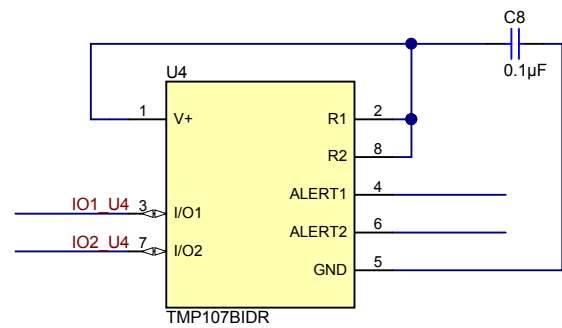 C8
0.1µF
U4
1 V+ R1 2
R2 8
ALERT1 4
IO1_U4 3 I/O1
ALERT2 6
IO2_U4 7 I/O2
GND 5
TMP107BIDR